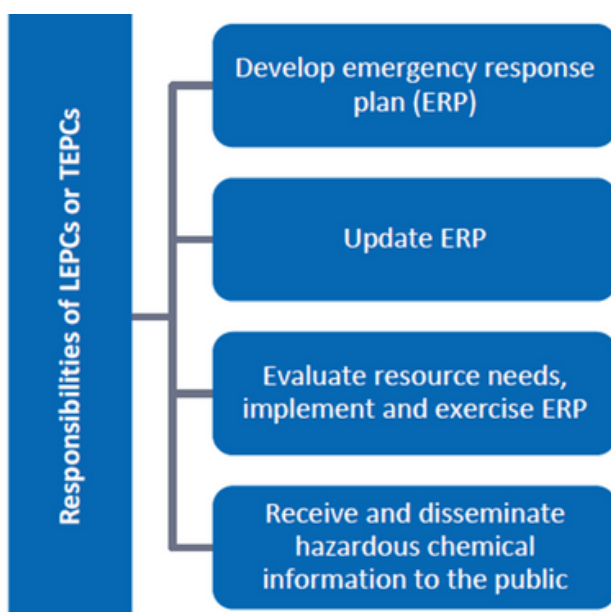 Responsibilities of LEPCs or TEPCs
Develop emergency response
plan (ERP)
Update ERP
Evaluate resource needs,
implement and exercise ERP
Receive and disseminate
hazardous chemical
information to the public